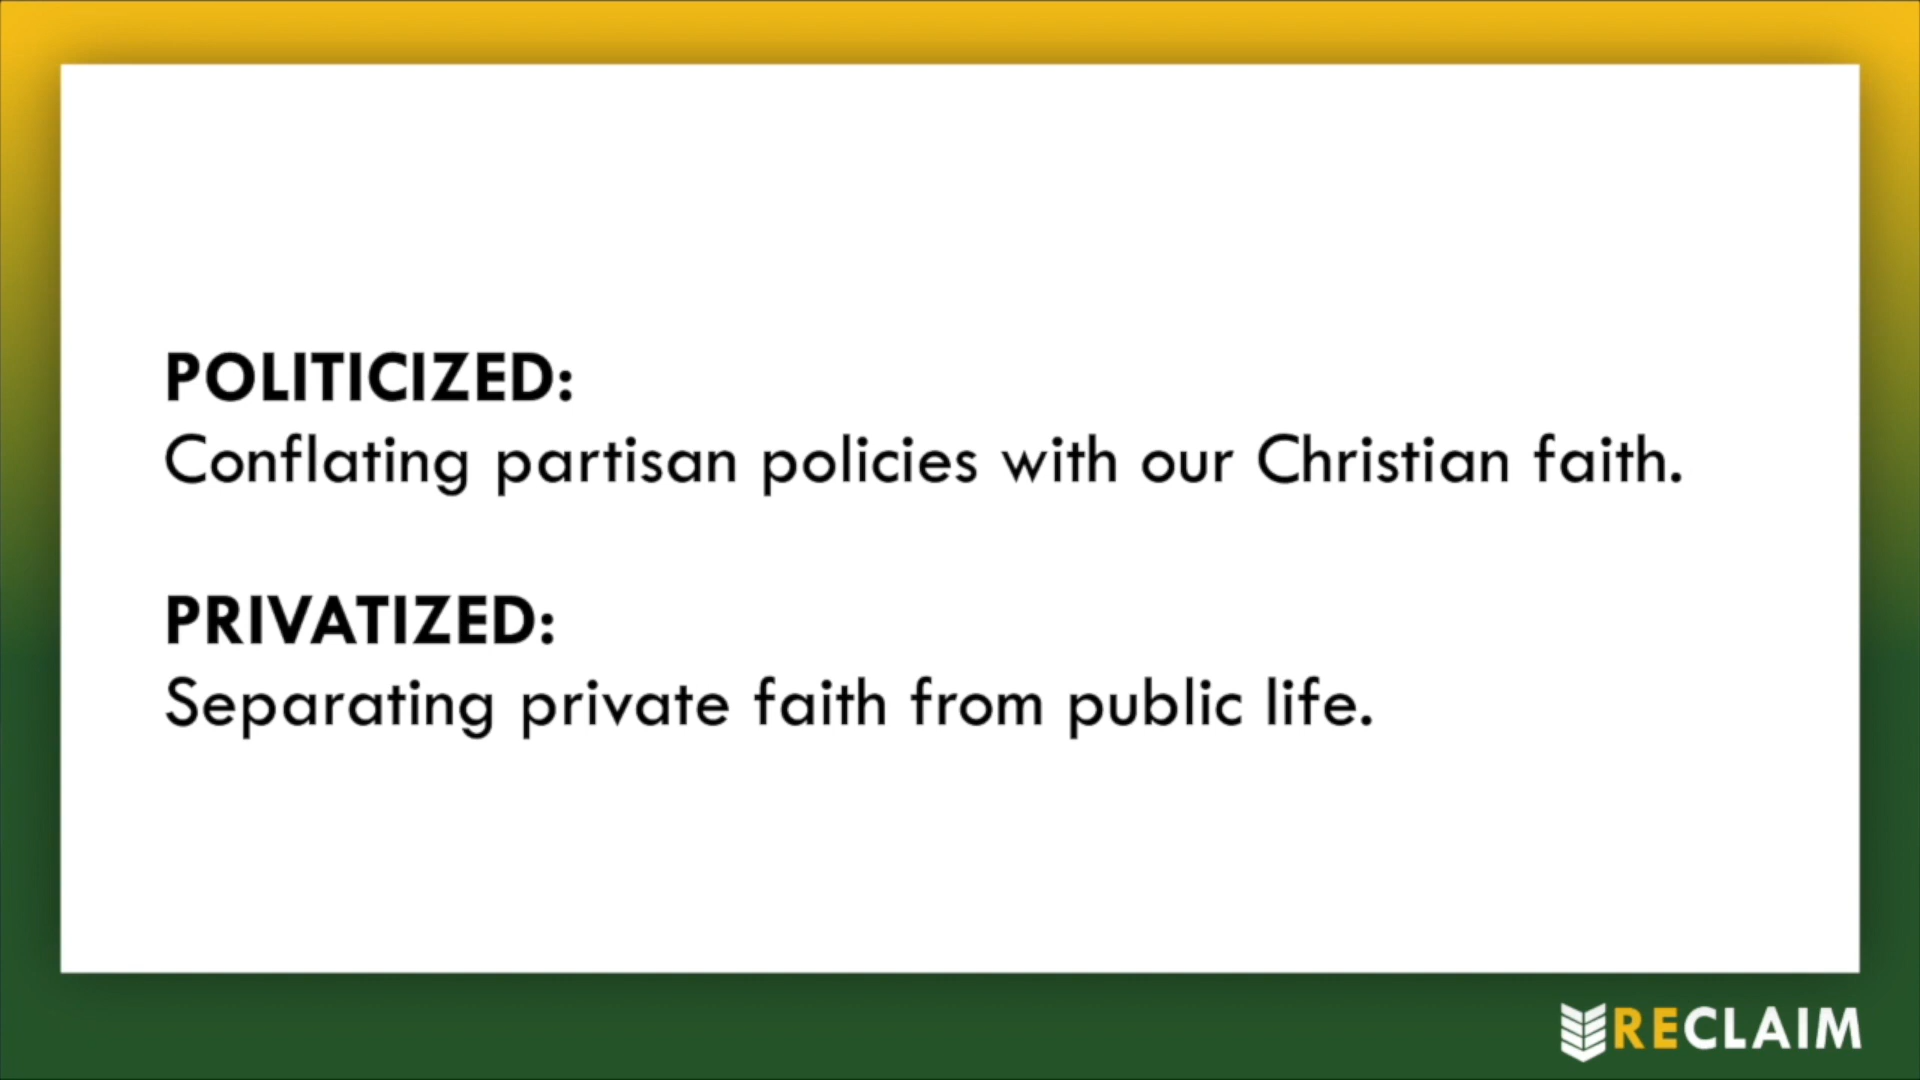 POLITICIZED:
Conflating partisan policies with our Christian faith.
PRIVATIZED:
Separating private faith from public life.
RECLAIM